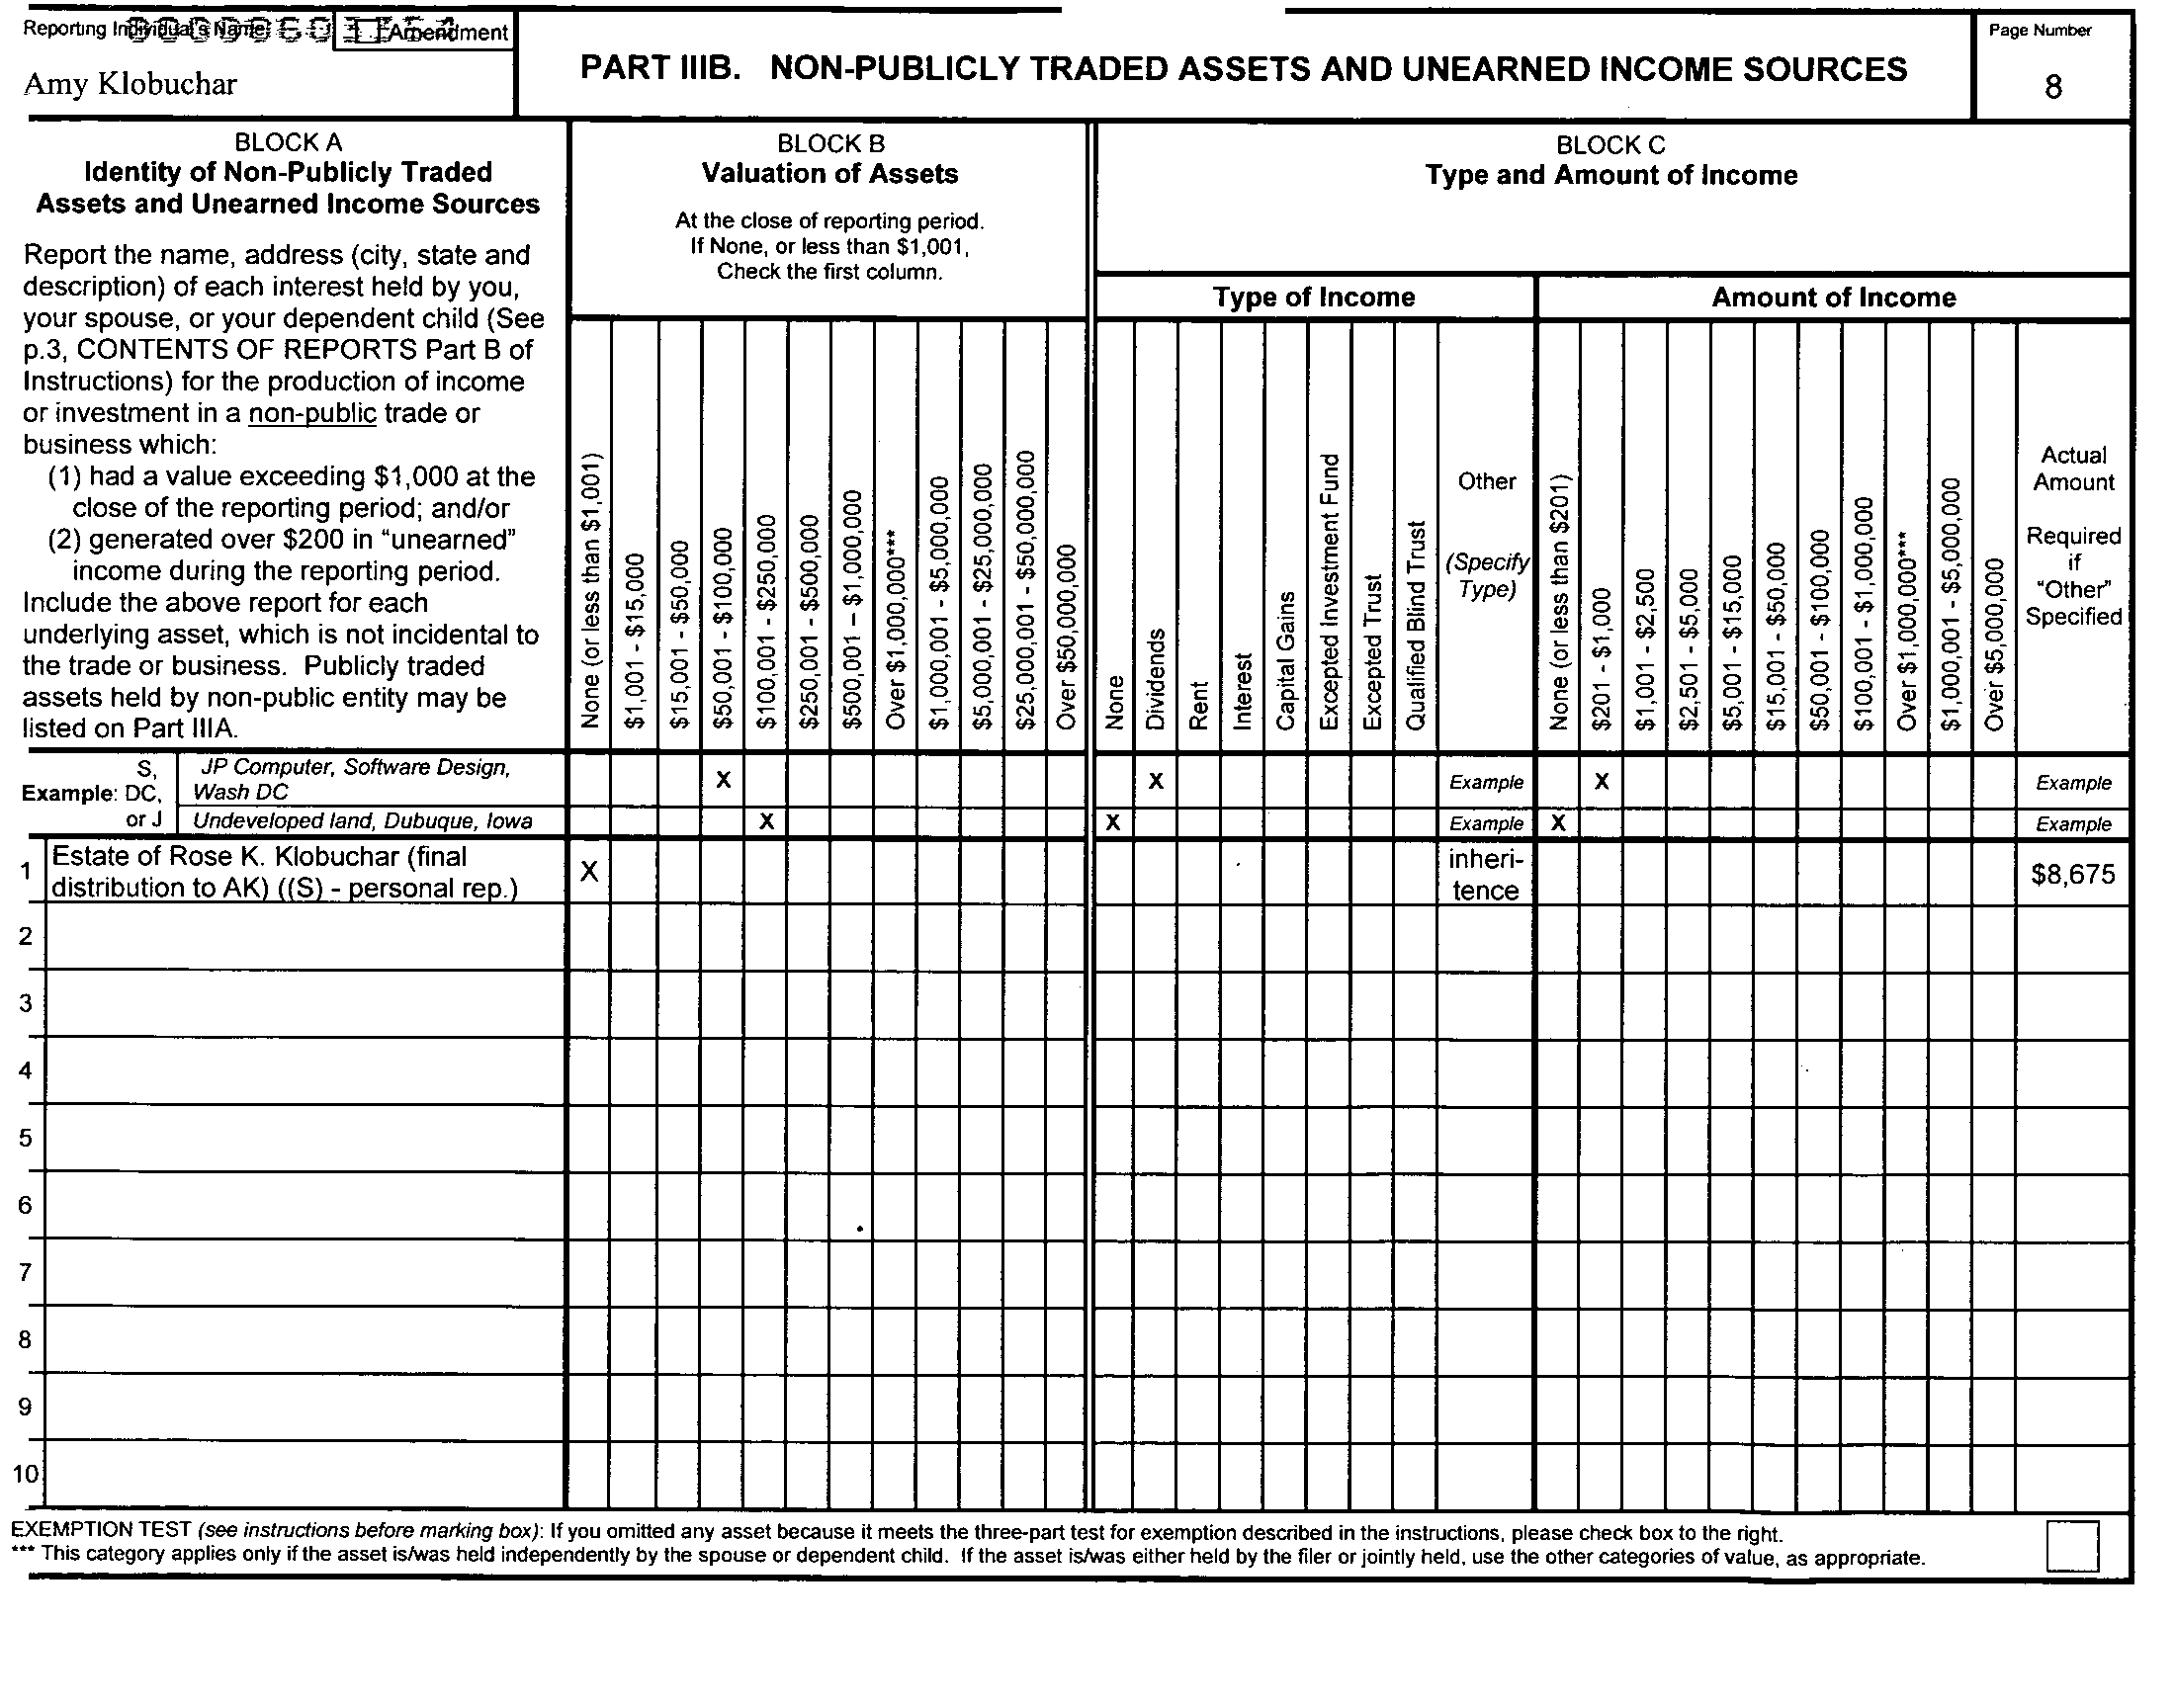 Reporting Individual's Name: Amendment
Amy Klobuchar
PART IIIB. NON-PUBLICLY TRADED ASSETS AND UNEARNED INCOME SOURCES
Page Number
8
BLOCK A
Identity of Non-Publicly Traded
Assets and Unearned Income Sources
Report the name, address (city, state and
description) of each interest held by you,
your spouse, or your dependent child (See
p.3, CONTENTS OF REPORTS Part B of
Instructions) for the production of income
or investment in a non-public trade or
business which:
(1) had a value exceeding $1,000 at the
close of the reporting period; and/or
(2) generated over $200 in “unearned”
income during the reporting period.
Include the above report for each
underlying asset, which is not incidental to
the trade or business. Publicly traded
assets held by non-public entity may be
listed on Part IIIA.
BLOCK B
Valuation of Assets
At the close of reporting period.
If None, or less than $1,001,
Check the first column.
None (or less than $1,001)
$1,001 - $15,000
$15,001 - $50,000
$50,001 - $100,000
$100,001 - $250,000
$250,001 - $500,000
$500,001 – $1,000,000
Over $1,000,000***
$1,000,001 - $5,000,000
$5,000,001 - $25,000,000
$25,000,001 - $50,000,000
Over $50,000,000
BLOCK C
Type and Amount of Income
Type of Income
None
Dividends
Rent
Interest
Capital Gains
Excepted Investment Fund
Excepted Trust
Qualified Blind Trust
Other
(Specify
Type)
Amount of Income
None (or less than $201)
$201 - $1,000
$1,001 - $2,500
$2,501 - $5,000
$5,001 - $15,000
$15,001 - $50,000
$50,001 - $100,000
$100,001 - $1,000,000
Over $1,000,000***
$1,000,001 - $5,000,000
Over $5,000,000
Actual
Amount
Required
if
“Other”
Specified
Example:
S,
DC,
or J
JP Computer, Software Design,
Wash DC
X X Example X Example
Undeveloped land, Dubuque, Iowa X X Example X Example
1 Estate of Rose K. Klobuchar (final
distribution to AK) ((S) - personal rep.)
X
inheri-
tence
$8,675
2
3
4
5
6
7
8
9
10
EXEMPTION TEST (see instructions before marking box): If you omitted any asset because it meets the three-part test for exemption described in the instructions, please check box to the right.
*** This category applies only if the asset is/was held independently by the spouse or dependent child. If the asset is/was either held by the filer or jointly held, use the other categories of value, as appropriate.